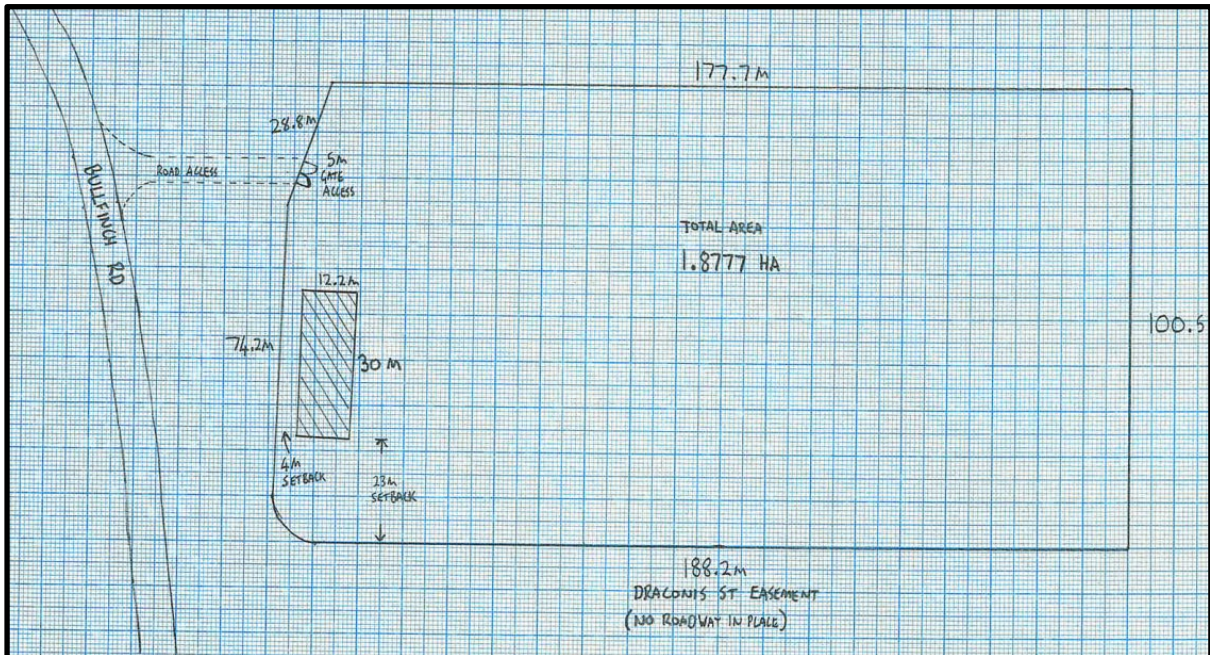 177.7M
28.8M
5M
GATE
ACCESS
ROAD ACCESS
BULLFINCH RD
TOTAL AREA
1.8777 HA
12.2M
100.5
74.2M
30 M
4M
SETBACK
23M
SETBACK
188.2M
DRACONIS ST EASEMENT
(NO ROADWAY IN PLACE)